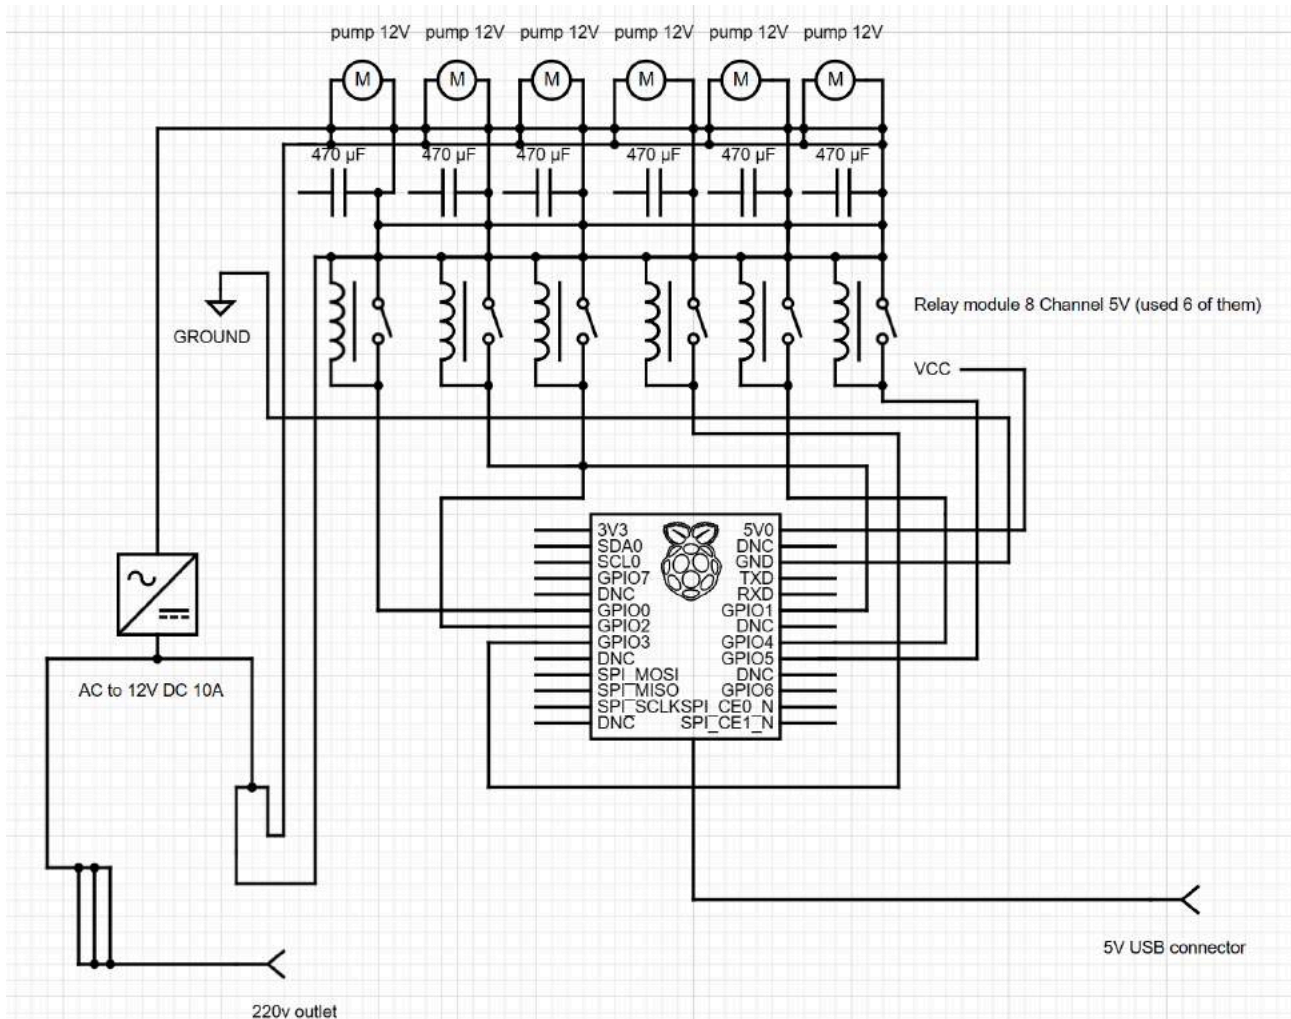 pump 12V pump 12V pump 12V pump 12V pump 12V pump 12V
M M M M M M
470 µF 470 µF 470 µF 470 µF 470 µF 470 µF
Relay module 8 Channel 5V (used 6 of them)
GROUND
VCC
3V3 5V0
SDA0 DNC
SCL0 GND
GPIO7 TXD
DNC RXD
GPIO0 GPIO1
GPIO2 DNC
GPIO3 GPIO4
DNC GPIO5
SPI_MOSI DNC
SPI_MISO GPIO6
SPI_SCLK SPI_CE0_N
DNC SPI_CE1_N
AC to 12V DC 10A
5V USB connector
220v outlet